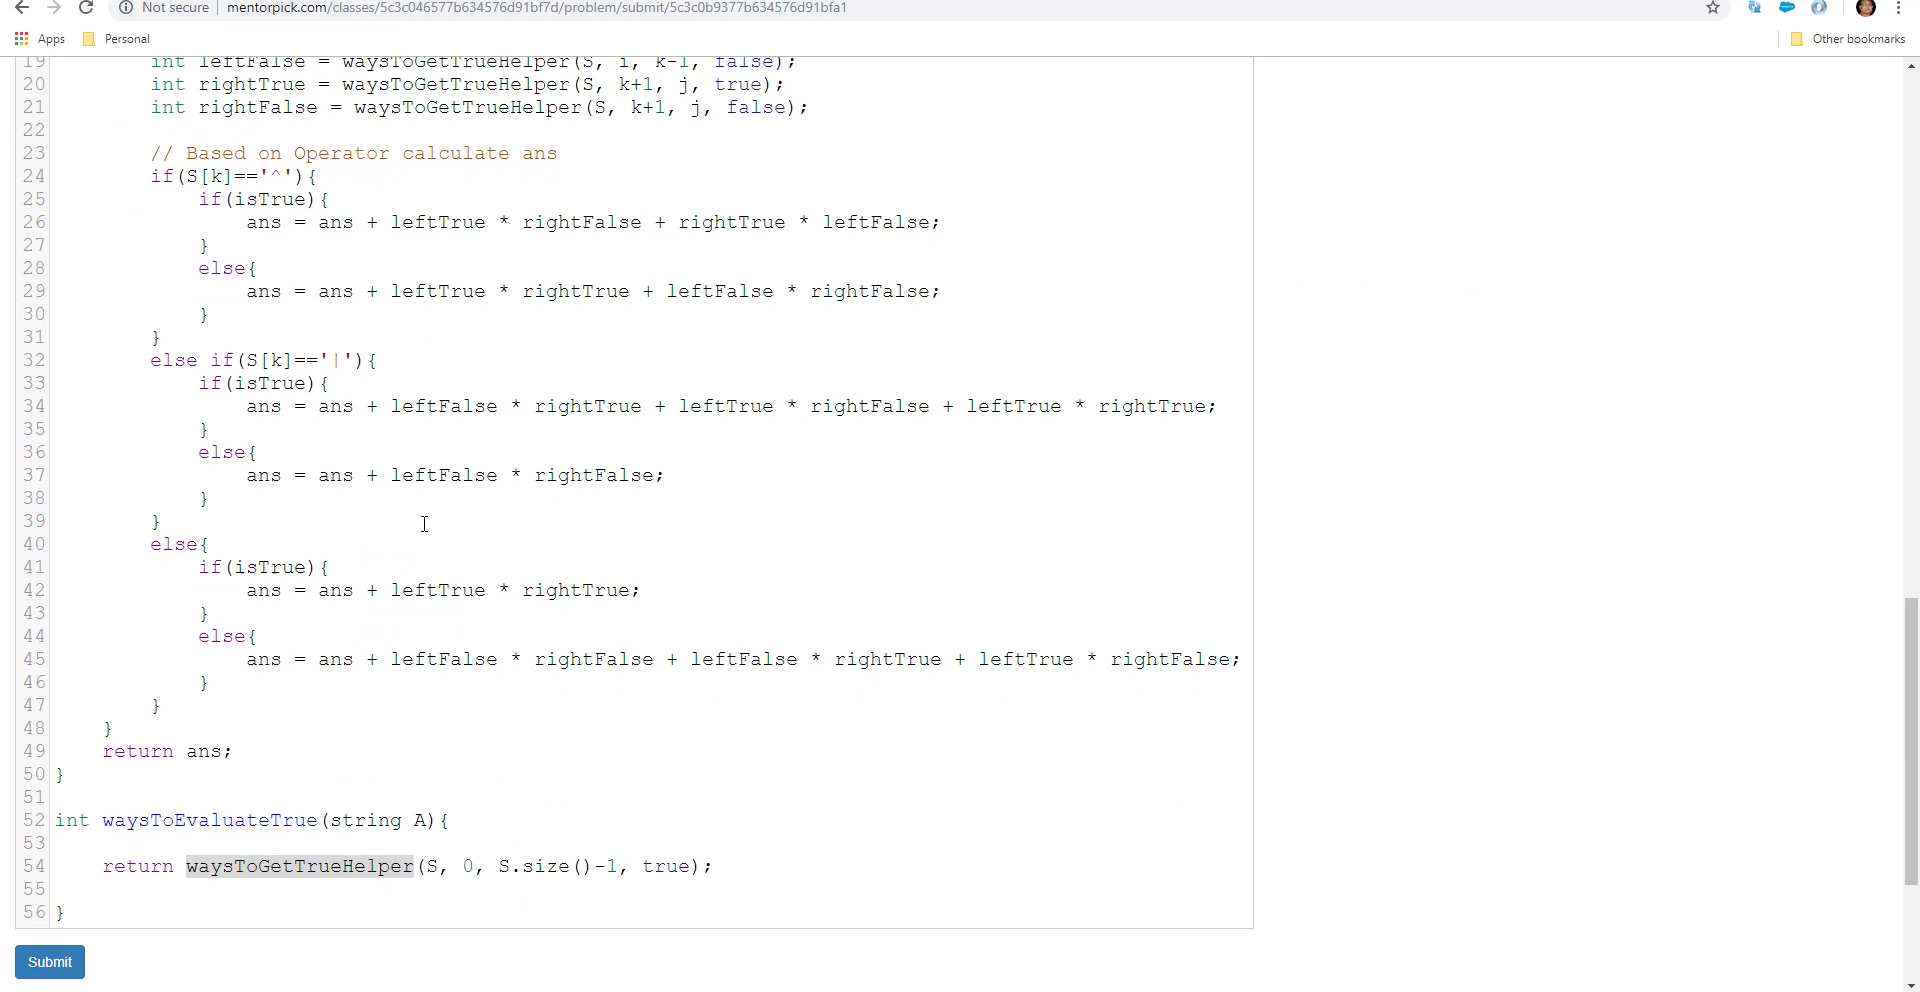 Not secure | mentorpick.com/classes/5c3c046577b634576d91bf7d/problem/submit/5c3c0b9377b634576d91bfa1
Apps Personal Other bookmarks
19 int leftFalse = waysToGetTrueHelper(S, i, k-1, false);
20 int rightTrue = waysToGetTrueHelper(S, k+1, j, true);
21 int rightFalse = waysToGetTrueHelper(S, k+1, j, false);
22
23 // Based on Operator calculate ans
24 if(S[k]=='^'){
25 if(isTrue){
26 ans = ans + leftTrue * rightFalse + rightTrue * leftFalse;
27 }
28 else{
29 ans = ans + leftTrue * rightTrue + leftFalse * rightFalse;
30 }
31 }
32 else if(S[k]=='|'){
33 if(isTrue){
34 ans = ans + leftFalse * rightTrue + leftTrue * rightFalse + leftTrue * rightTrue;
35 }
36 else{
37 ans = ans + leftFalse * rightFalse;
38 }
39 }
40 else{
41 if(isTrue){
42 ans = ans + leftTrue * rightTrue;
43 }
44 else{
45 ans = ans + leftFalse * rightFalse + leftFalse * rightTrue + leftTrue * rightFalse;
46 }
47 }
48 }
49 return ans;
50 }
51
52 int waysToEvaluateTrue(string A){
53
54 return waysToGetTrueHelper(S, 0, S.size()-1, true);
55
56 }
Submit